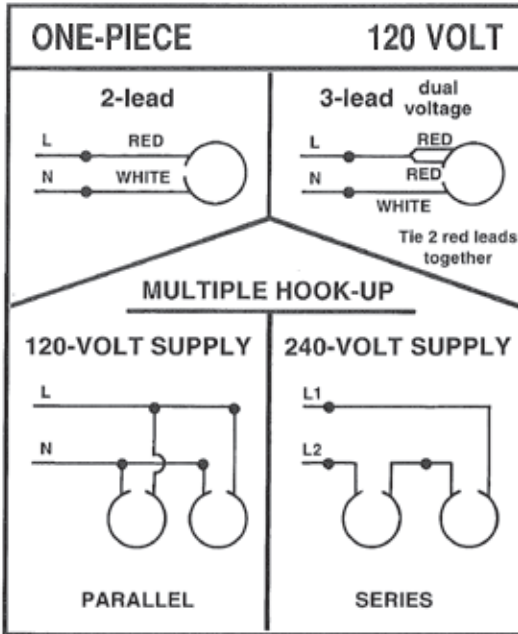 ONE-PIECE 120 VOLT
2-lead
L RED
N WHITE
3-lead dual
voltage
L RED
RED
N
WHITE
Tie 2 red leads
together
MULTIPLE HOOK-UP
120-VOLT SUPPLY
L
N
PARALLEL
240-VOLT SUPPLY
L1
L2
SERIES